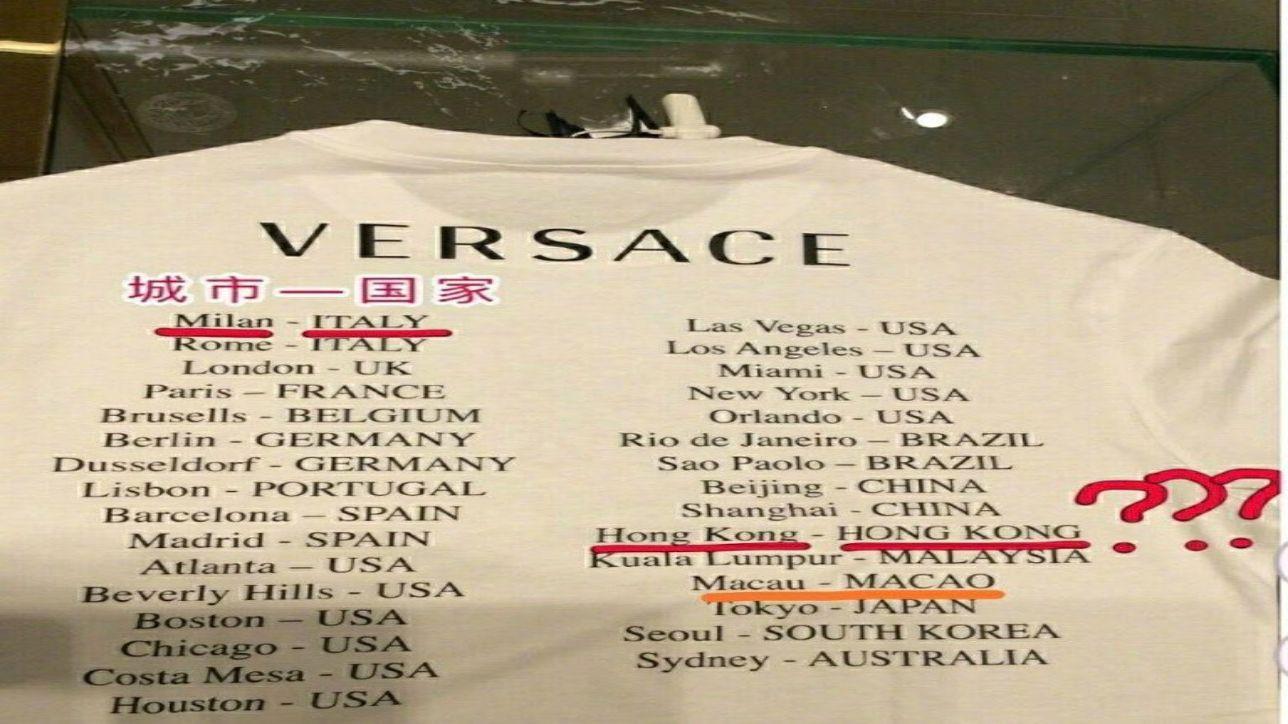 VERSACE
城市—国家
Milan - ITALY
Rome - ITALY
London - UK
Paris – FRANCE
Brusells - BELGIUM
Berlin - GERMANY
Dusseldorf - GERMANY
Lisbon - PORTUGAL
Barcelona – SPAIN
Madrid - SPAIN
Atlanta – USA
Beverly Hills - USA
Boston – USA
Chicago - USA
Costa Mesa - USA
Houston - USA
Las Vegas - USA
Los Angeles – USA
Miami - USA
New York – USA
Orlando - USA
Rio de Janeiro – BRAZIL
Sao Paolo – BRAZIL
Beijing - CHINA
Shanghai - CHINA
Hong Kong - HONG KONG ???
Kuala Lumpur - MALAYSIA
Macau - MACAO
Tokyo - JAPAN
Seoul - SOUTH KOREA
Sydney - AUSTRALIA